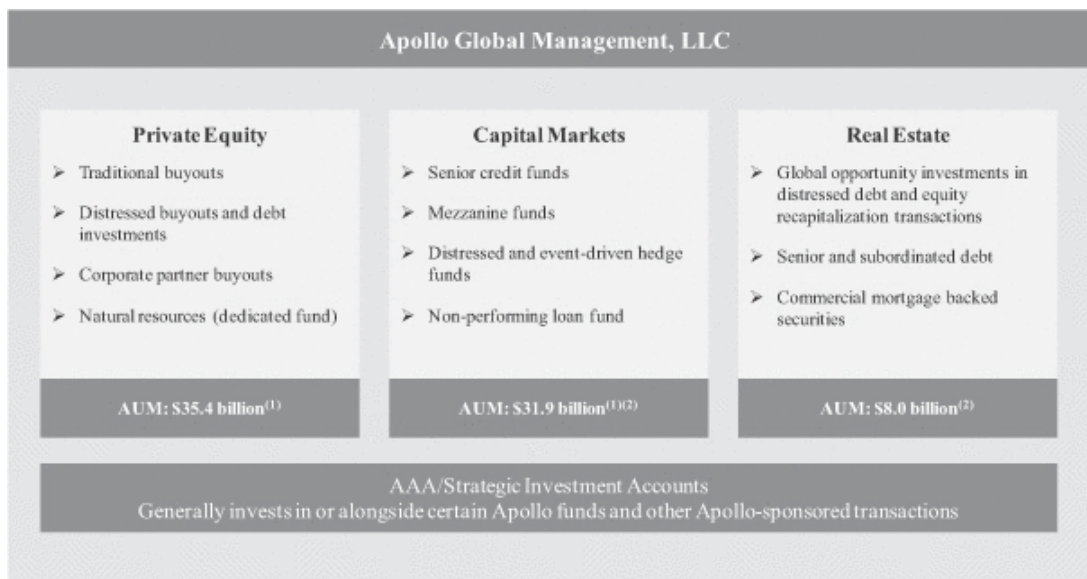 Apollo Global Management, LLC
Private Equity
➤ Traditional buyouts
➤ Distressed buyouts and debt
investments
➤ Corporate partner buyouts
➤ Natural resources (dedicated fund)
AUM: $35.4 billion(1)
Capital Markets
➤ Senior credit funds
➤ Mezzanine funds
➤ Distressed and event-driven hedge
funds
➤ Non-performing loan fund
AUM: $31.9 billion(1)(2)
Real Estate
➤ Global opportunity investments in
distressed debt and equity
recapitalization transactions
➤ Senior and subordinated debt
➤ Commercial mortgage backed
securities
AUM: $8.0 billion(2)
AAA/Strategic Investment Accounts
Generally invests in or alongside certain Apollo funds and other Apollo-sponsored transactions